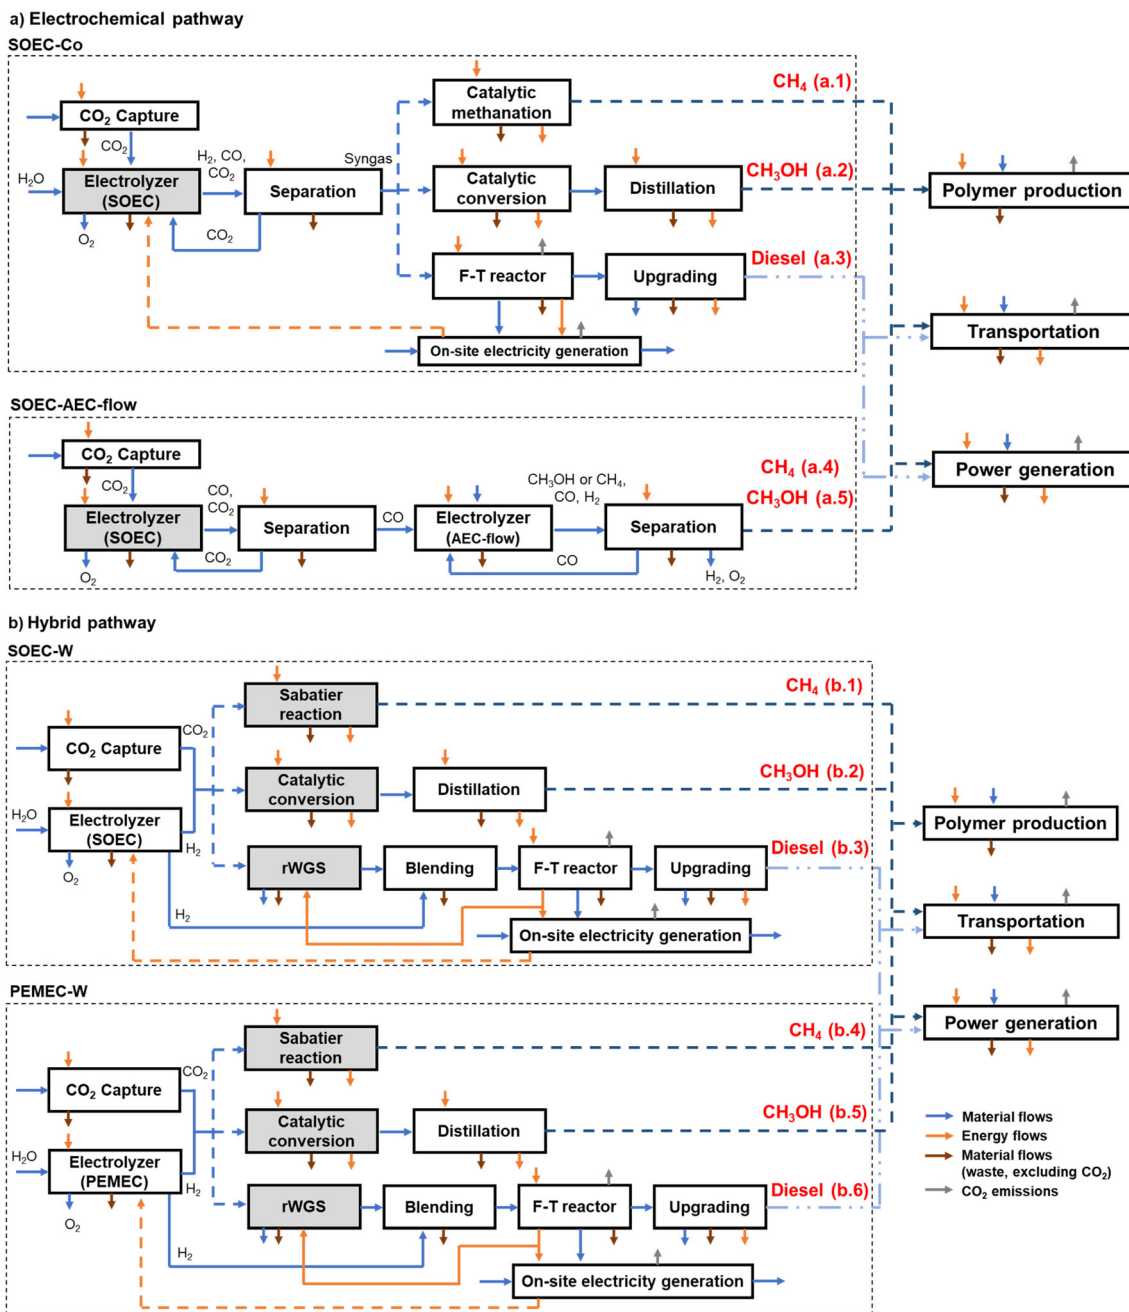 a) Electrochemical pathway
SOEC-Co
CO₂ Capture
CO₂
H₂O
Electrolyzer
(SOEC)
O₂
H₂, CO,
CO₂
Separation
CO₂
Syngas
Catalytic
methanation
CH₄ (a.1)
Catalytic
conversion
Distillation
CH₃OH (a.2)
F-T reactor
Upgrading
Diesel (a.3)
On-site electricity generation
Polymer production
Transportation
Power generation
SOEC-AEC-flow
CO₂ Capture
CO₂
Electrolyzer
(SOEC)
O₂
CO,
CO₂
Separation
CO₂
CO
Electrolyzer
(AEC-flow)
CH₃OH or CH₄,
CO, H₂
Separation
CO
H₂, O₂
CH₄ (a.4)
CH₃OH (a.5)
b) Hybrid pathway
SOEC-W
CO₂ Capture
CO₂
H₂O
Electrolyzer
(SOEC)
H₂
O₂
H₂
Sabatier
reaction
CH₄ (b.1)
Catalytic
conversion
Distillation
CH₃OH (b.2)
rWGS
Blending
F-T reactor
Upgrading
Diesel (b.3)
On-site electricity generation
Polymer production
Transportation
Power generation
PEMEC-W
CO₂ Capture
CO₂
H₂O
Electrolyzer
(PEMEC)
H₂
O₂
H₂
Sabatier
reaction
CH₄ (b.4)
Catalytic
conversion
Distillation
CH₃OH (b.5)
rWGS
Blending
F-T reactor
Upgrading
Diesel (b.6)
On-site electricity generation
Material flows
Energy flows
Material flows
(waste, excluding CO₂)
CO₂ emissions